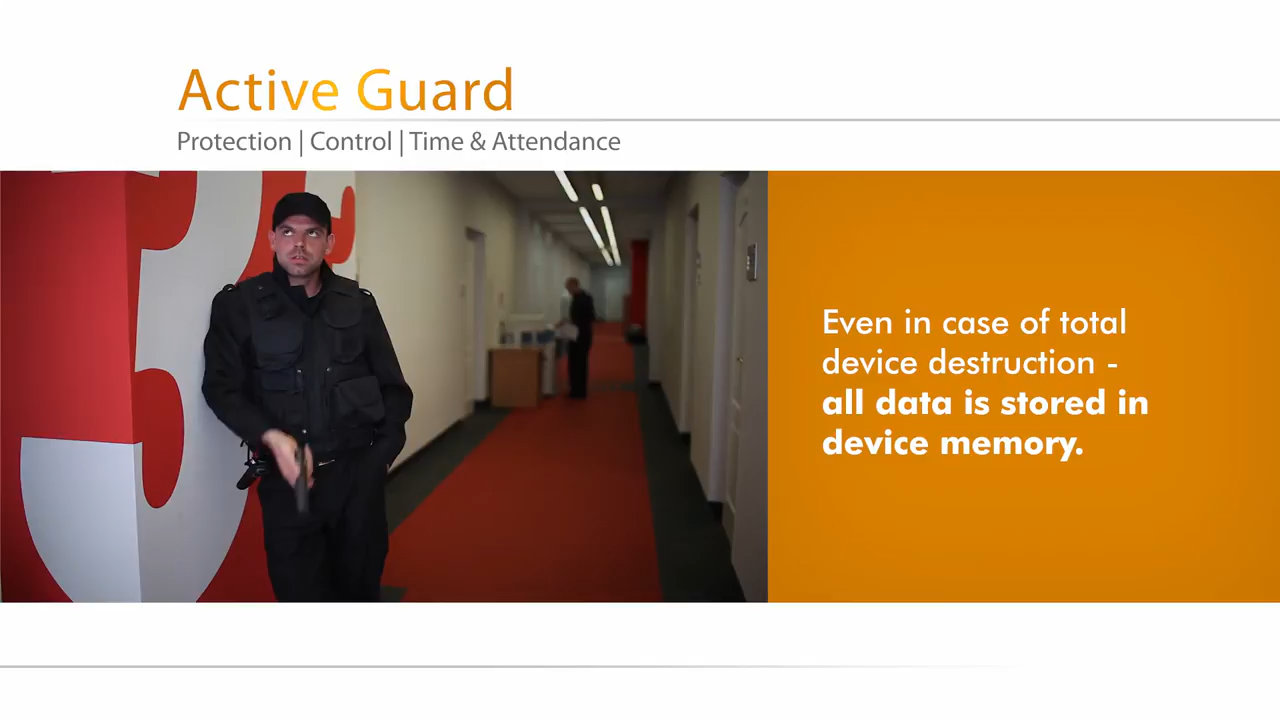 Active Guard
Protection | Control | Time & Attendance
Even in case of total
device destruction -
all data is stored in
device memory.